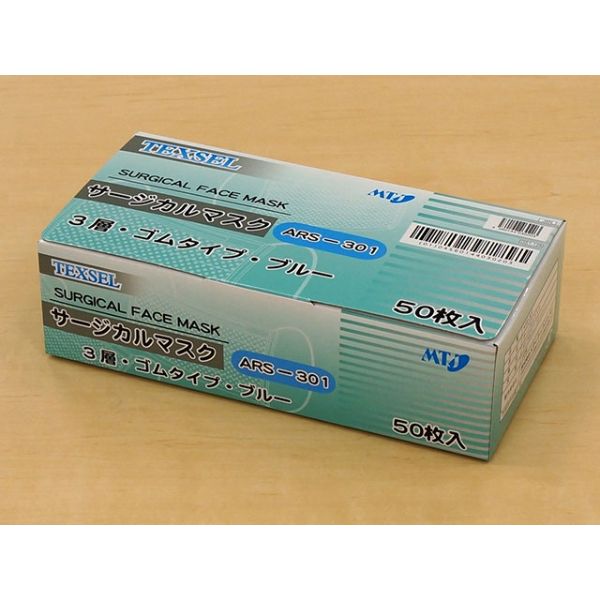 TEXSEL
SURGICAL FACE MASK
サージカルマスク
3層・ゴムタイプ・ブルー
ARS-301
MTJ
50枚入
TEXSEL
SURGICAL FACE MASK
サージカルマスク
3層・ゴムタイプ・ブルー
ARS-301
MTJ
50枚入